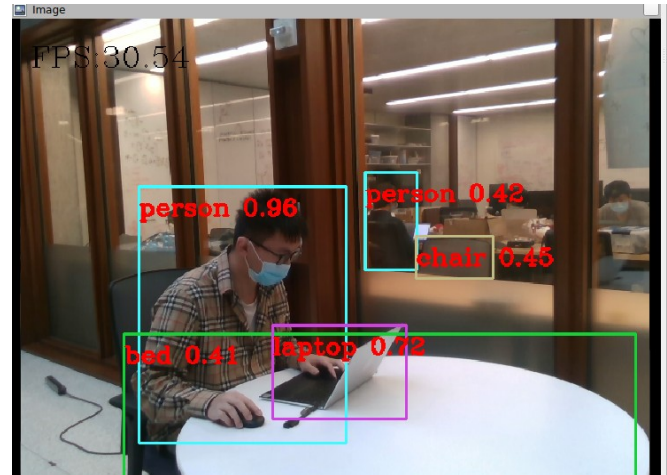 Image
FPS:30.54
person 0.96
person 0.42
chair 0.45
bed 0.41
laptop 0.72